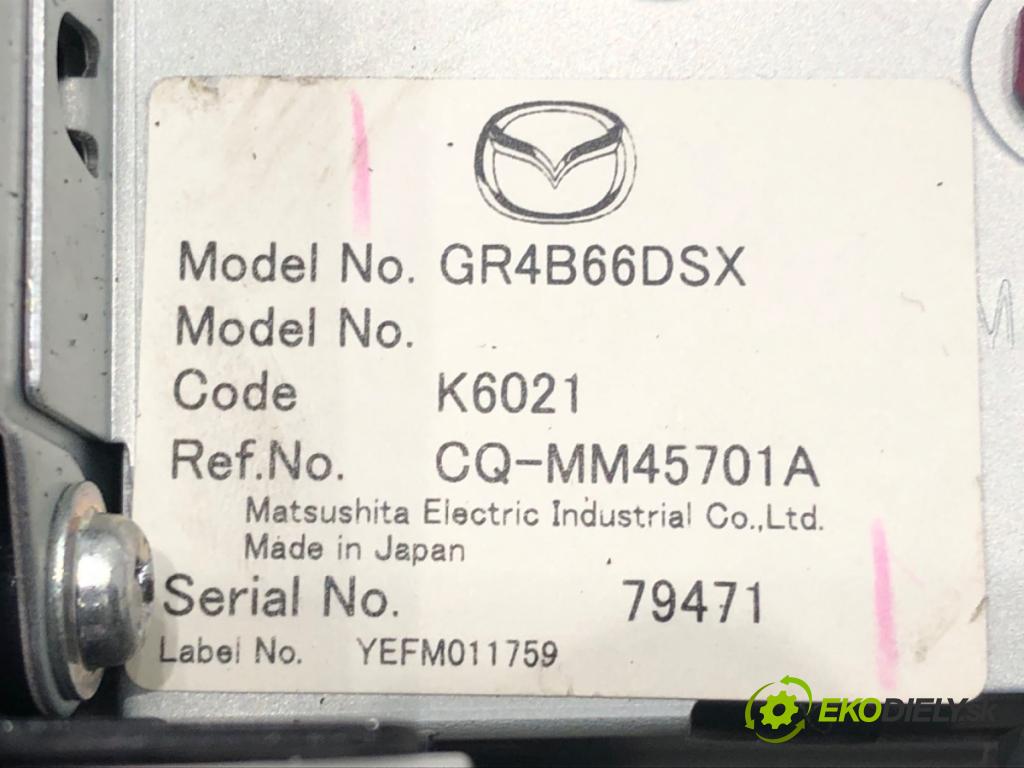 Model No. GR4B66DSX
Model No.
Code K6021
Ref.No. CQ-MM45701A
Matsushita Electric Industrial Co.,Ltd.
Made in Japan
Serial No. 79471
Label No. YEFM011759
M
EKODIELY.sk